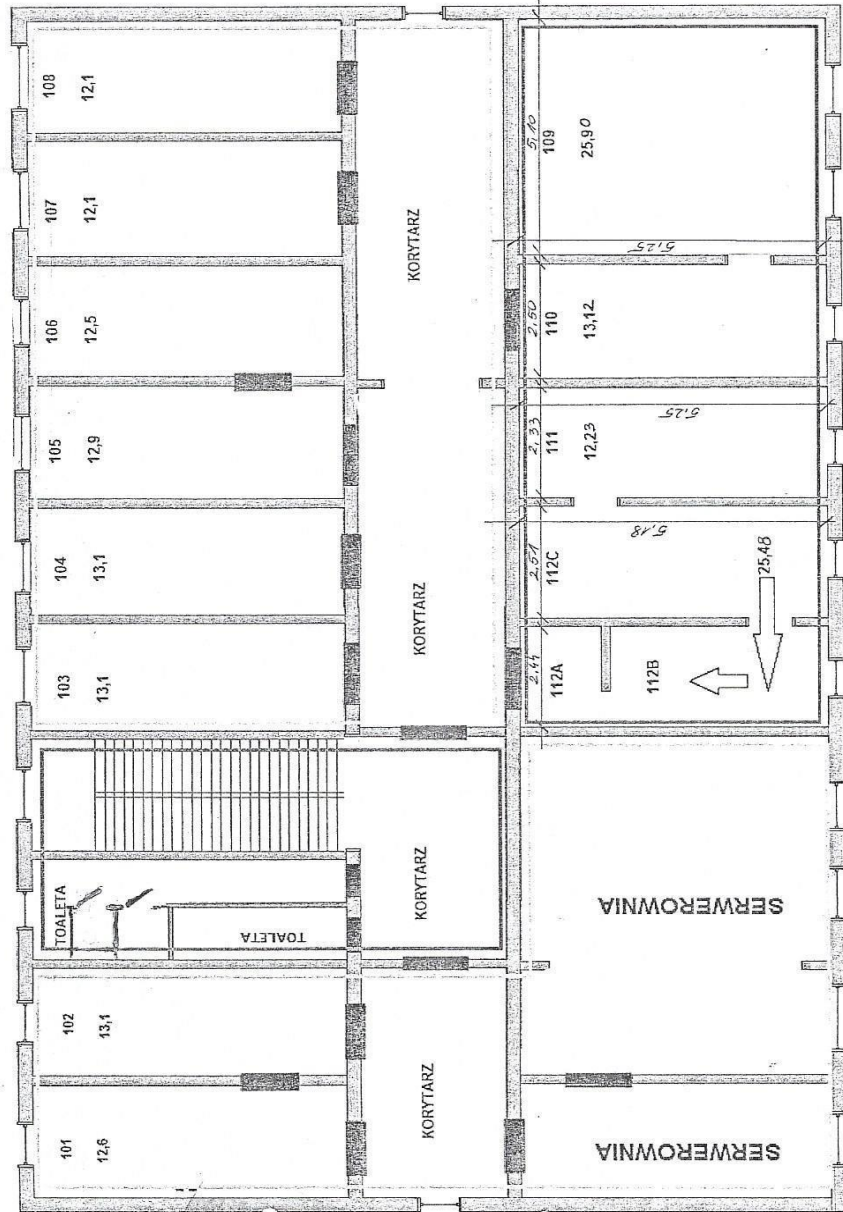 108
12,1
107
12,1
106
12,5
105
12,9
104
13,1
103
13,1
TOALETA
TOALETA
102
13,1
101
12,6
KORYTARZ
KORYTARZ
KORYTARZ
KORYTARZ
5,10
109
25,90
5,25
2,50
110
13,12
2,33
111
12,23
5,25
2,51
112C
5,18
25,48
2,44
112A
112B
SERWEROWNIA
SERWEROWNIA